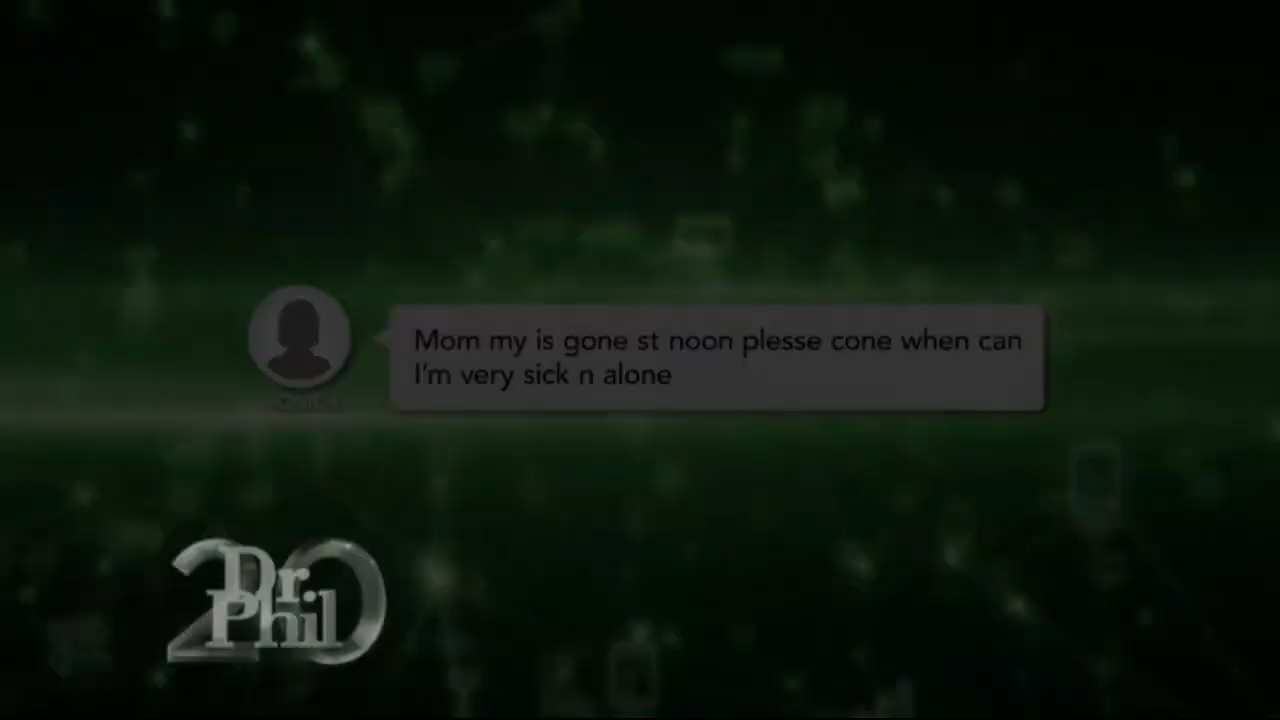 Mom my is gone st noon plesse cone when can
I'm very sick n alone
20
Dr.
Phil